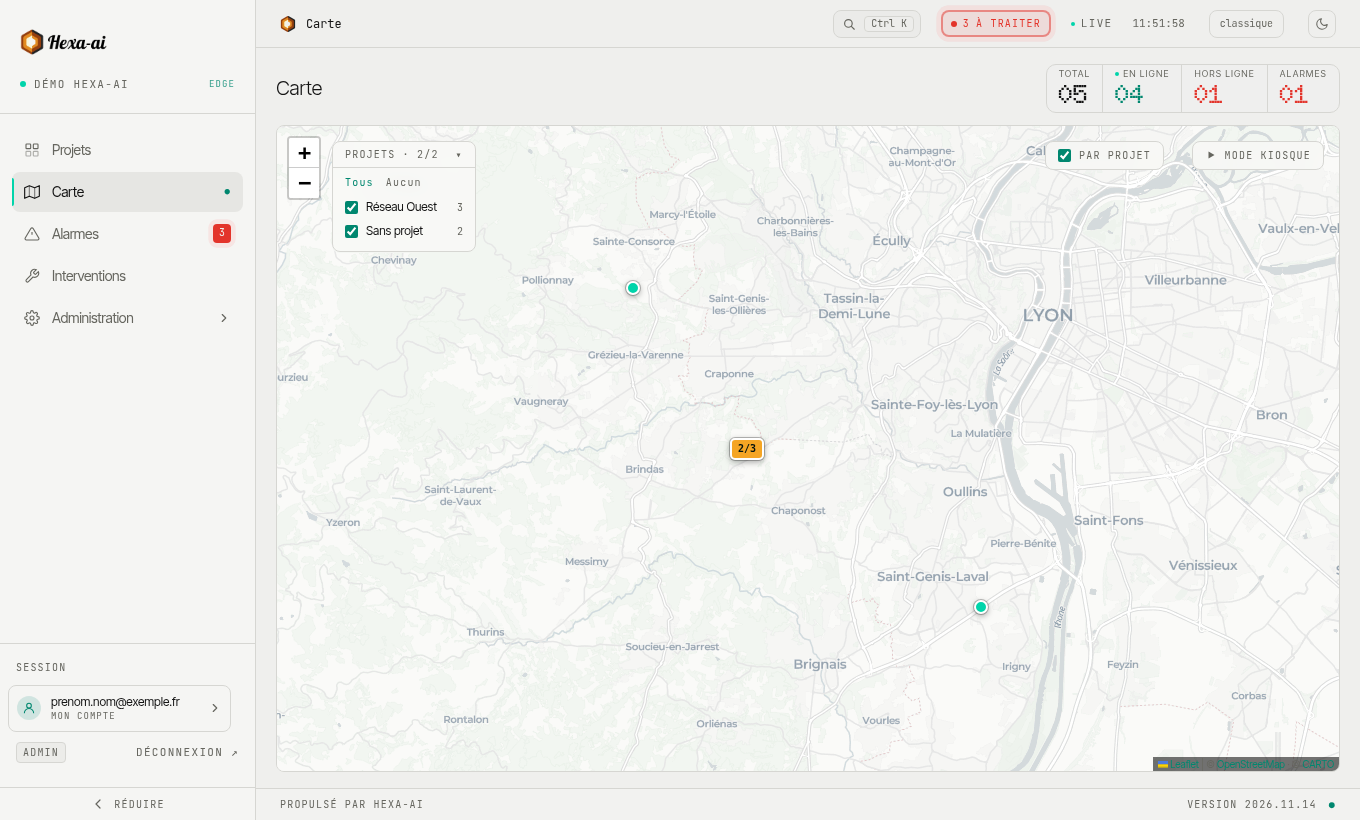 Hexa-ai
DÉMO HEXA-AI
EDGE
Projets
Carte
Alarmes
3
Interventions
Administration
SESSION
prenom.nom@exemple.fr
MON COMPTE
ADMIN
DÉCONNEXION ↗
RÉDUIRE
Carte
Ctrl K
3 À TRAITER
LIVE
11:51:58
classique
Carte
TOTAL
05
EN LIGNE
04
HORS LIGNE
01
ALARMES
01
+
−
PROJETS · 2/2 ▾
Tous Aucun
Réseau Ouest 3
Sans projet 2
PAR PROJET
MODE KIOSQUE
Champagne-
au-Mont-d'Or
Marcy-l'Étoile
Charbonnières-
les-Bains
Sainte-Consorce
Écully
Chevinay
Pollionnay
Villeurbanne
Saint-Genis-
les-Ollières
Tassin-la-
Demi-Lune
LYON
La Saône
Grézieu-la-Varenne
Craponne
Vaugneray
Sainte-Foy-lès-Lyon
Bron
La Mulatière
2/3
Brindas
Saint-Laurent-
de-Vaux
Oullins
Chaponost
Yzeron
Saint-Fons
Pierre-Bénite
Messimy
Vénissieux
Saint-Genis-Laval
Rhône
Thurins
Soucieu-en-Jarrest
Brignais
Irigny
Feyzin
Corbas
Rontalon
Orliénas
Vourles
Leaflet | © OpenStreetMap © CARTO
PROPULSÉ PAR HEXA-AI
VERSION 2026.11.14